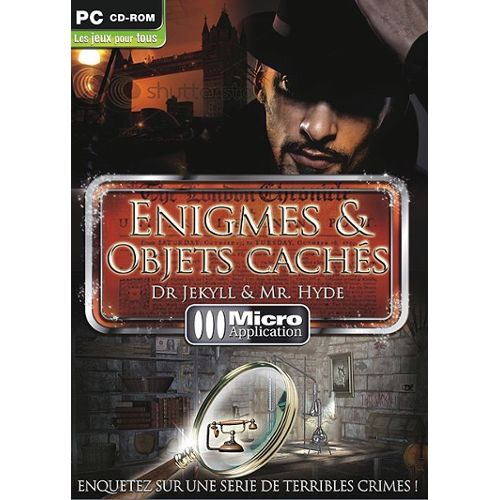 PC CD-ROM
Les jeux pour tous
shutterstock
The London Chronicle
ENIGMES &
OBJETS CACHÉS
DR JEKYLL & MR. HYDE
Micro
Application
ENQUETEZ SUR UNE SERIE DE TERRIBLES CRIMES !